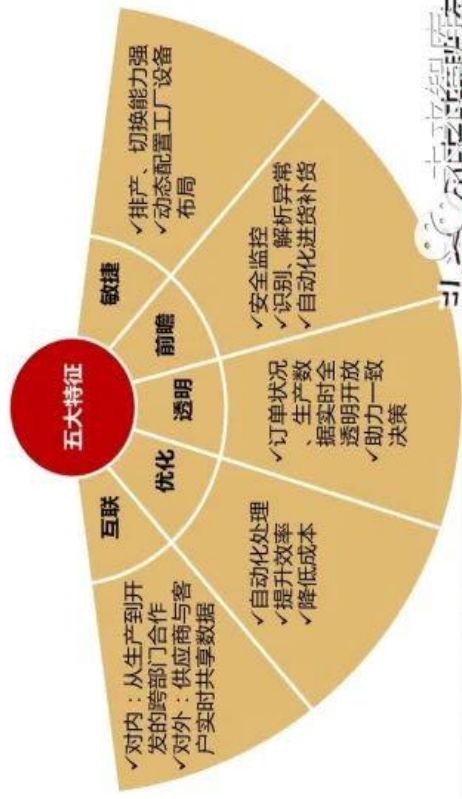 五大特征
互联
优化
透明
前瞻
敏捷
✓对内：从生产到开
发的跨部门合作
✓对外：供应商与客
户实时共享数据
✓自动化处理
✓提升效率
✓降低成本
✓订单状况
、生产数
据实时全
透明开放
✓助力一致
决策
✓安全监控
✓识别、解析异常
✓自动化进货补货
✓排产、切换能力强
✓动态配置工厂设备
布局